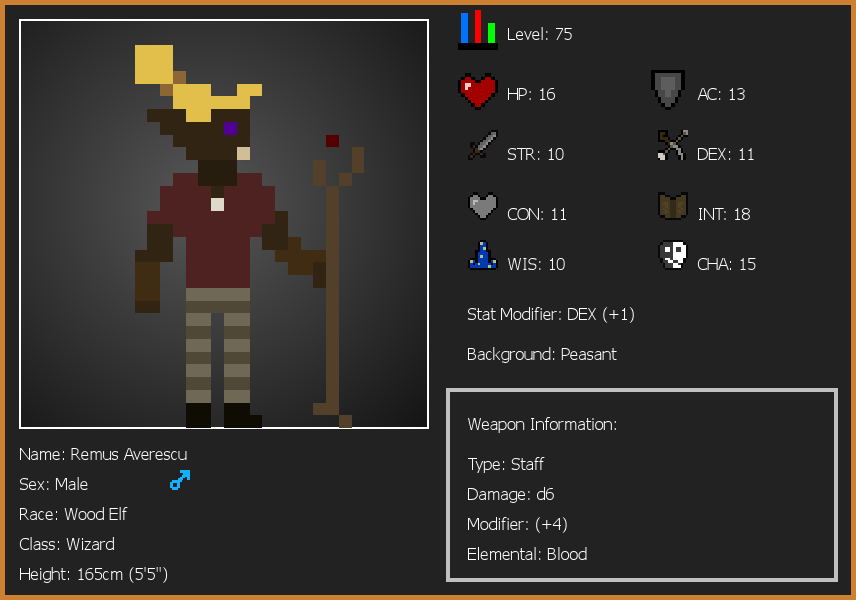 Level: 75
HP: 16
AC: 13
STR: 10
DEX: 11
CON: 11
INT: 18
WIS: 10
CHA: 15
Stat Modifier: DEX (+1)
Background: Peasant
Weapon Information:
Type: Staff
Damage: d6
Modifier: (+4)
Elemental: Blood
Name: Remus Averescu
Sex: Male
Race: Wood Elf
Class: Wizard
Height: 165cm (5'5")